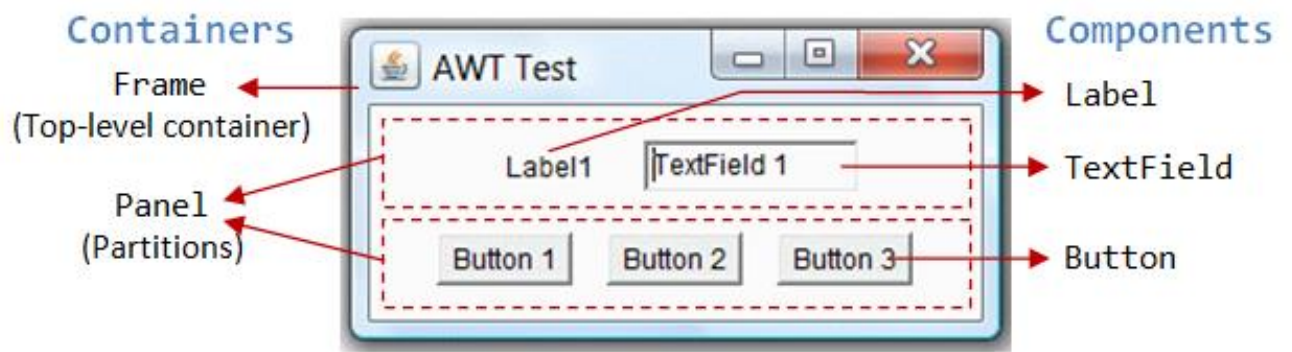 Containers
Components
Frame
(Top-level container)
Panel
(Partitions)
AWT Test
Label1
TextField 1
Button 1 Button 2 Button 3
Label
TextField
Button